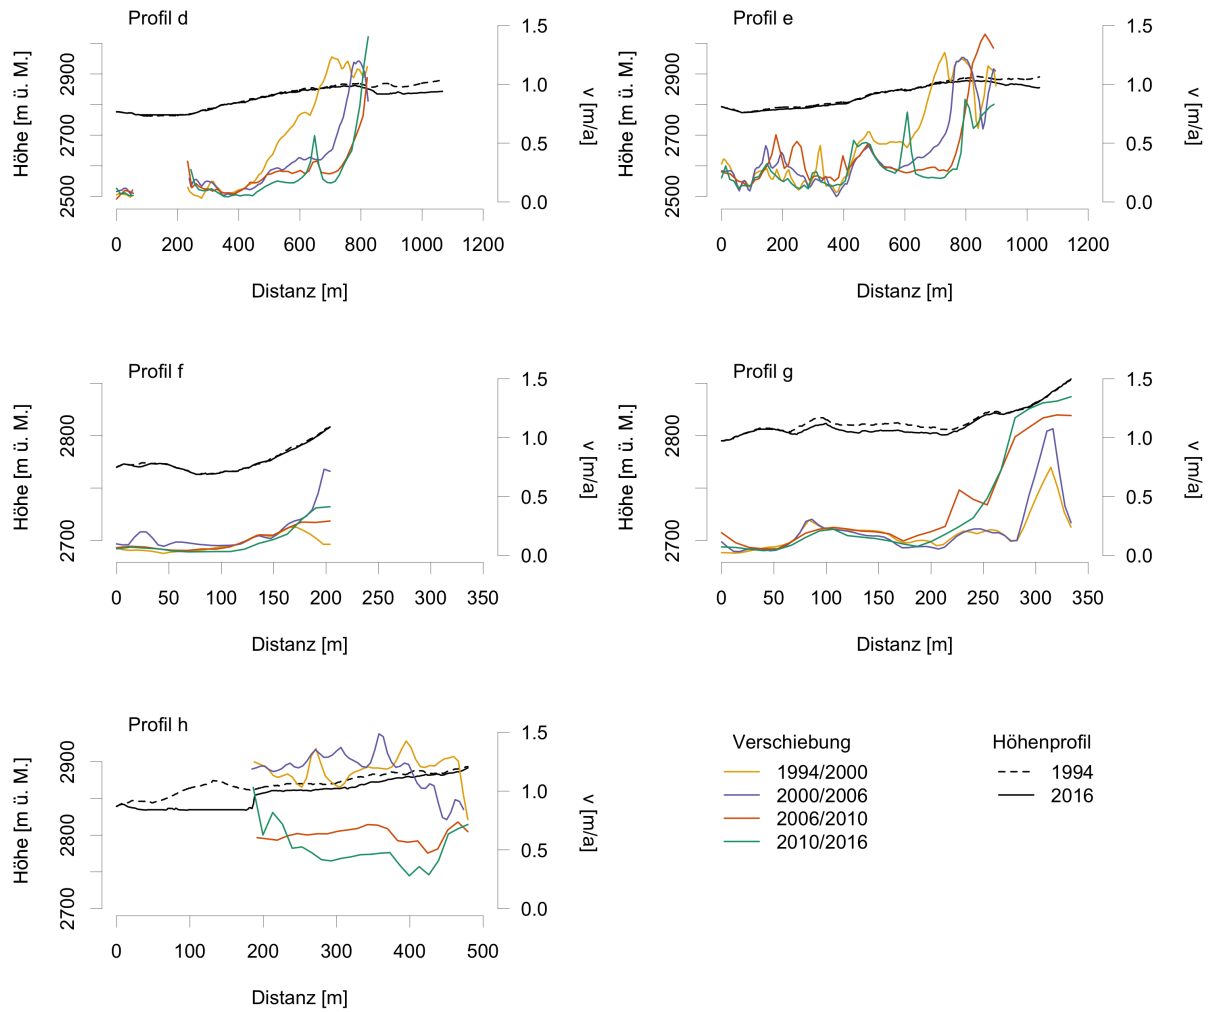 Profil d
Höhe [m ü. M.]
2500 2700 2900
0 200 400 600 800 1000 1200
Distanz [m]
0.0 0.5 1.0 1.5
v [m/a]
Profil e
Höhe [m ü. M.]
2500 2700 2900
0 200 400 600 800 1000 1200
Distanz [m]
0.0 0.5 1.0 1.5
v [m/a]
Profil f
Höhe [m ü. M.]
2700 2800
0 50 100 150 200 250 300 350
Distanz [m]
0.0 0.5 1.0 1.5
v [m/a]
Profil g
Höhe [m ü. M.]
2700 2800
0 50 100 150 200 250 300 350
Distanz [m]
0.0 0.5 1.0 1.5
v [m/a]
Profil h
Höhe [m ü. M.]
2700 2800 2900
0 100 200 300 400 500
Distanz [m]
0.0 0.5 1.0 1.5
v [m/a]
Verschiebung
1994/2000
2000/2006
2006/2010
2010/2016
Höhenprofil
1994
2016